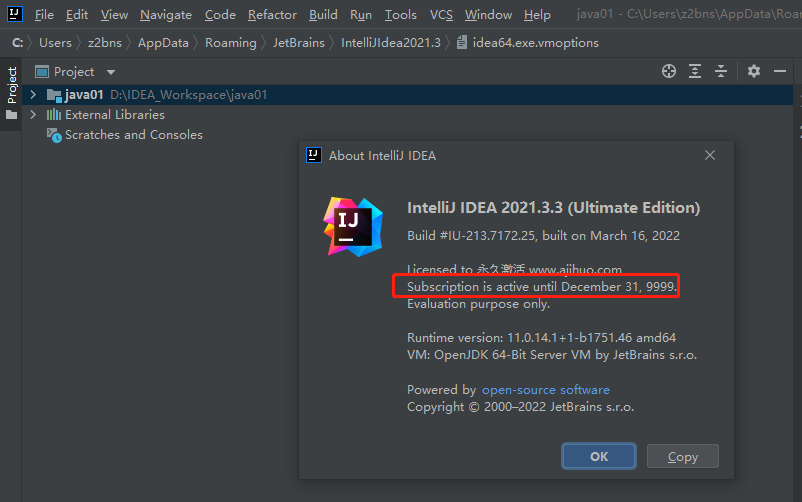 IJ File Edit View Navigate Code Refactor Build Run Tools VCS Window Help java01 - C:\Users\z2bns\AppData\Roam
C: Users z2bns AppData Roaming JetBrains IntelliJIdea2021.3 idea64.exe.vmoptions
Project
Project
java01 D:\IDEA_Workspace\java01
External Libraries
Scratches and Consoles
IJ About IntelliJ IDEA
IJ
IntelliJ IDEA 2021.3.3 (Ultimate Edition)
Build #IU-213.7172.25, built on March 16, 2022
Licensed to 永久激活 www.ajihuo.com
Subscription is active until December 31, 9999.
Evaluation purpose only.
Runtime version: 11.0.14.1+1-b1751.46 amd64
VM: OpenJDK 64-Bit Server VM by JetBrains s.r.o.
Powered by open-source software
Copyright © 2000–2022 JetBrains s.r.o.
OK Copy